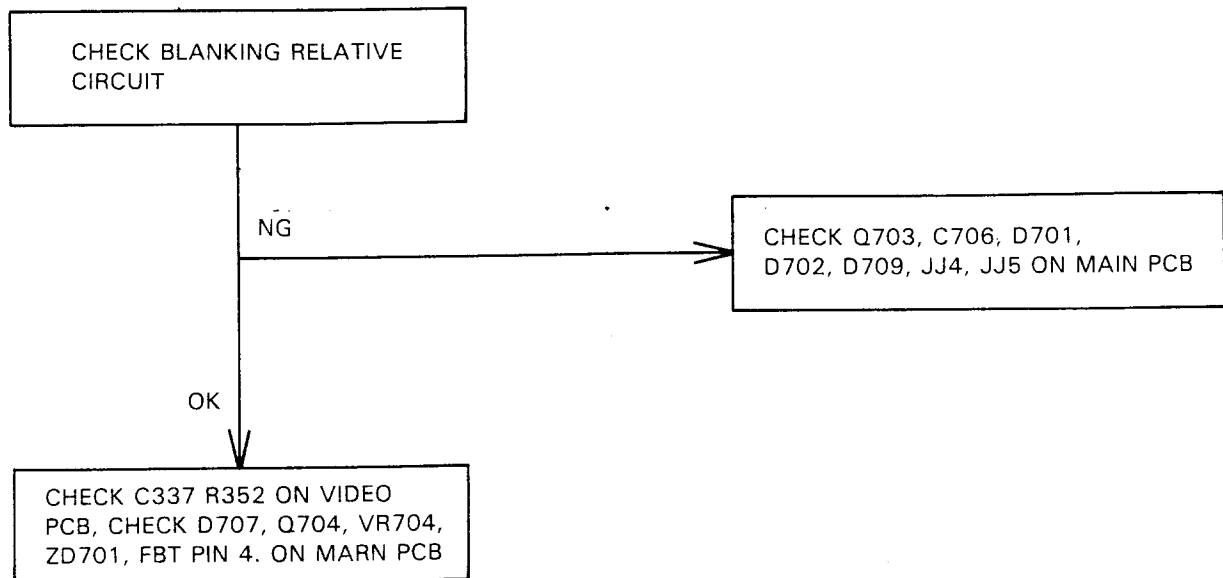 CHECK BLANKING RELATIVE
CIRCUIT
NG
CHECK Q703, C706, D701,
D702, D709, JJ4, JJ5 ON MAIN PCB
OK
CHECK C337 R352 ON VIDEO
PCB, CHECK D707, Q704, VR704,
ZD701, FBT PIN 4. ON MARN PCB